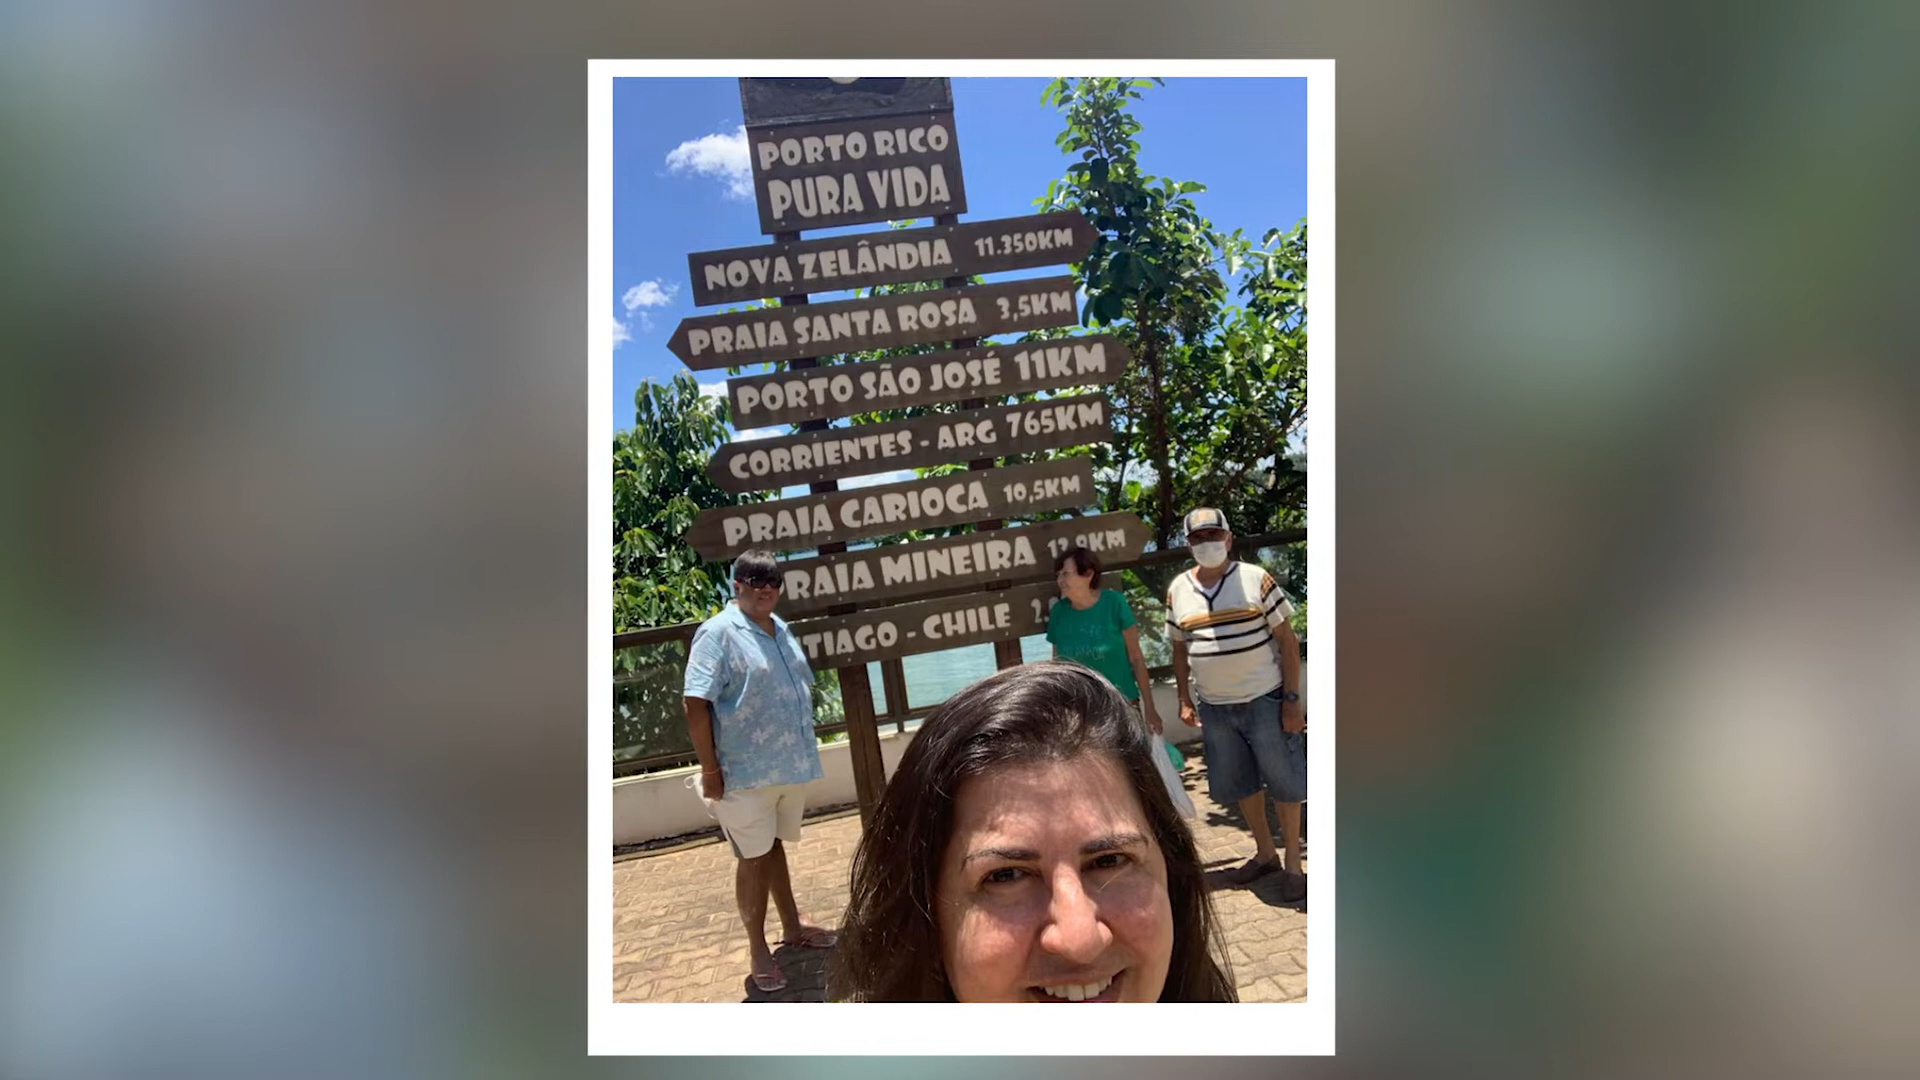 PORTO RICO
PURA VIDA
NOVA ZELÂNDIA 11.350KM
PRAIA SANTA ROSA 3,5KM
PORTO SÃO JOSÉ 11KM
CORRIENTES - ARG 765KM
PRAIA CARIOCA 10,5KM
PRAIA MINEIRA
TIAGO - CHILE